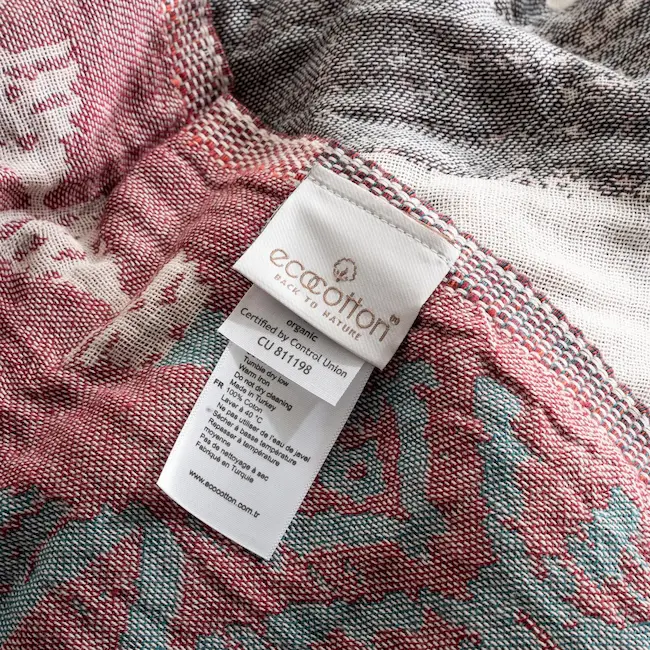 ecocotton®
BACK TO NATURE
organic
Certified by Control Union
CU 811198
Tumble dry low
Warm iron
Do not dry cleaning
Made in Turkey
FR 100% Coton
Laver à 40 °C
Ne pas utiliser de l'eau de javel
Sécher à basse température
Repasser à température
moyenne
Pas de nettoyage à sec
Fabriqué en Turquie
www.ecocotton.com.tr